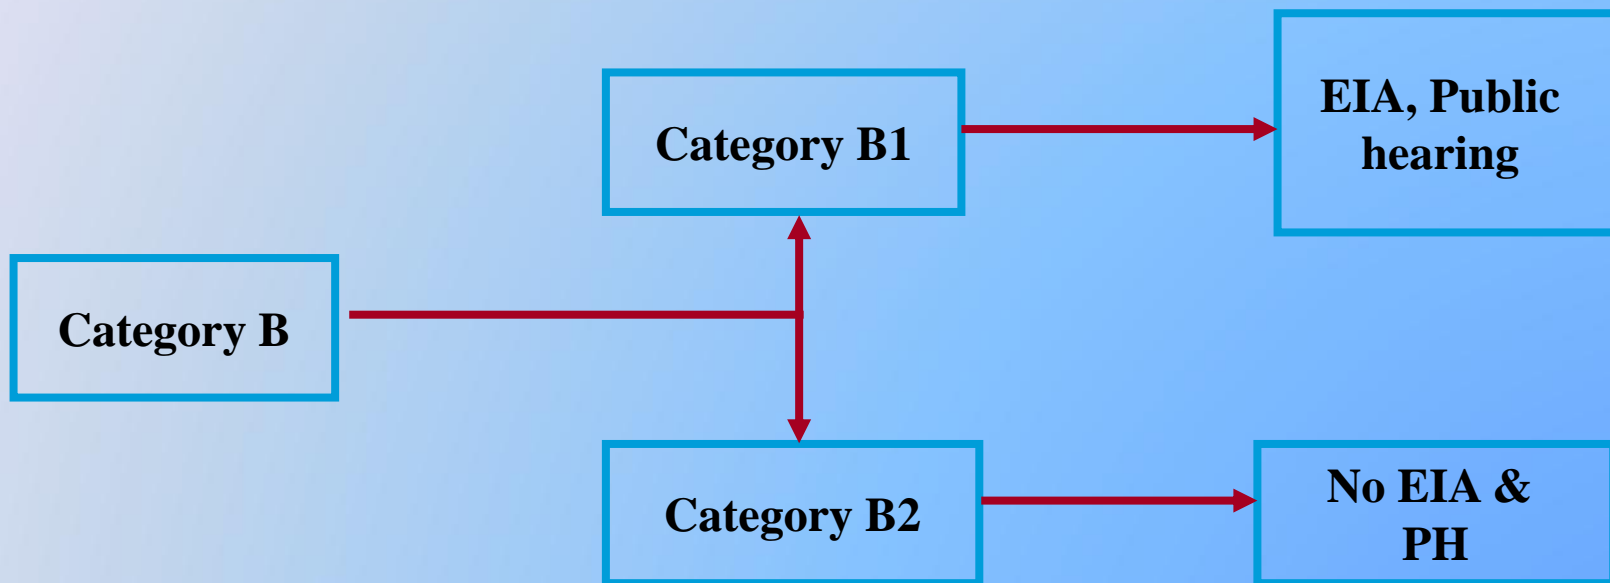 Category B
Category B1
EIA, Public
hearing
Category B2
No EIA &
PH